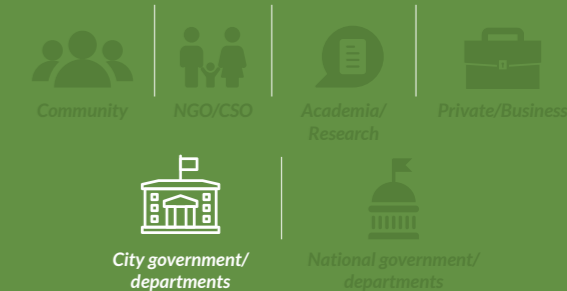 Community
NGO/CSO
Academia/
Research
Private/Business
City government/
departments
National government/
departments